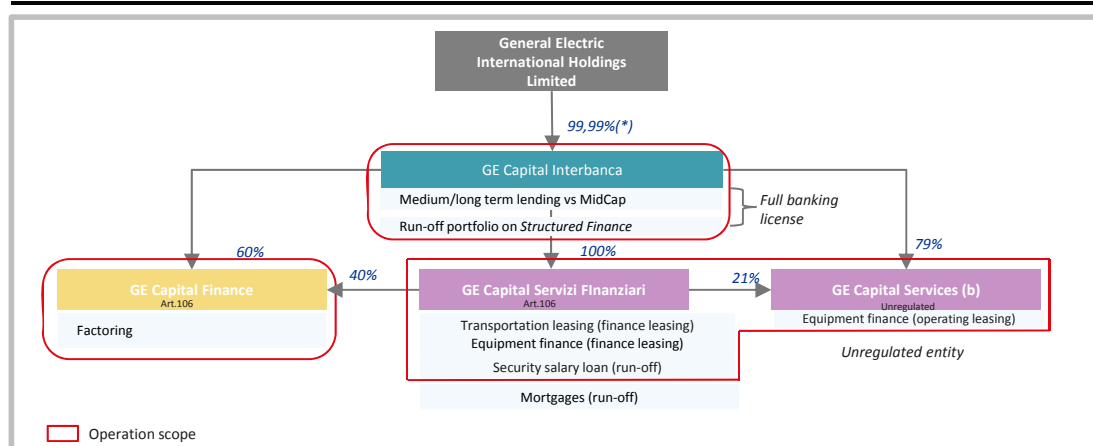 General Electric
International Holdings
Limited
99,99%(*)
GE Capital Interbanca
Medium/long term lending vs MidCap
Run-off portfolio on Structured Finance
Full banking
license
60%
100%
79%
40%
21%
GE Capital Finance
Art.106
Factoring
GE Capital Servizi FInanziari
Art.106
Transportation leasing (finance leasing)
Equipment finance (finance leasing)
Security salary loan (run-off)
Mortgages (run-off)
GE Capital Services (b)
Unregulated
Equipment finance (operating leasing)
Unregulated entity
Operation scope